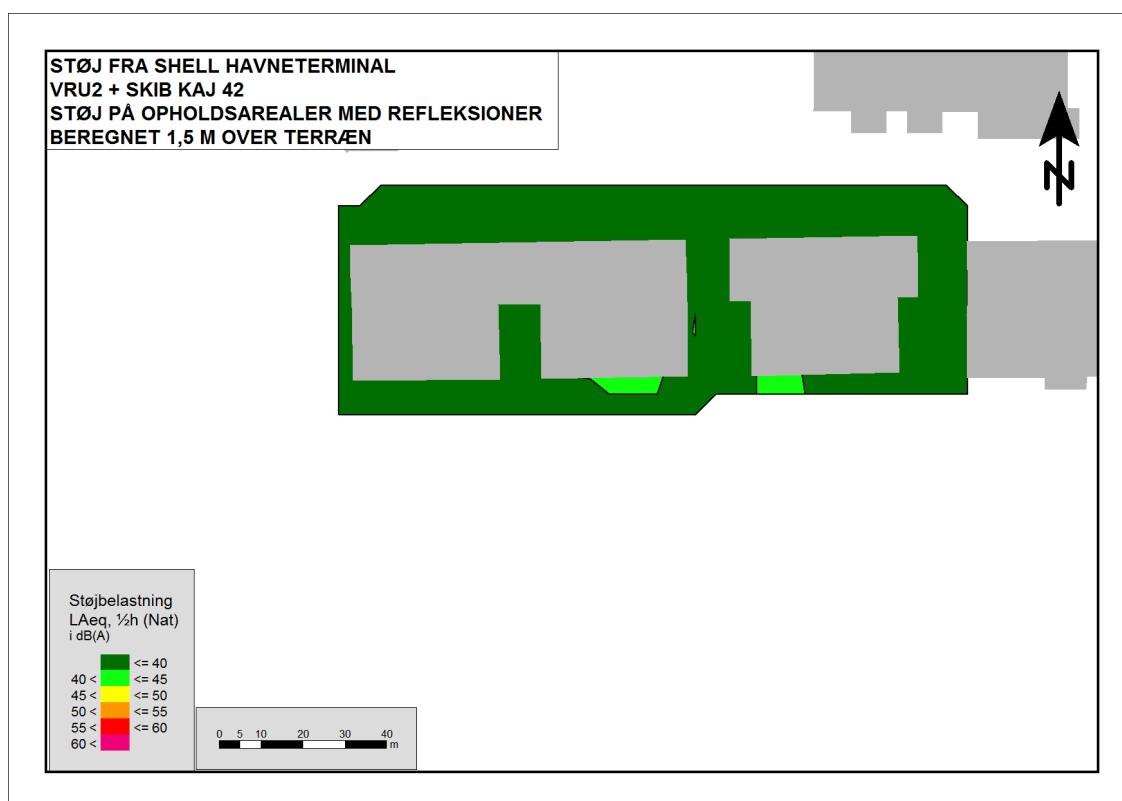 STØJ FRA SHELL HAVNETERMINAL
VRU2 + SKIB KAJ 42
STØJ PÅ OPHOLDSAREALER MED REFLEKSIONER
BEREGNET 1,5 M OVER TERRÆN
N
Støjbelastning
LAeq, ½h (Nat)
i dB(A)
<= 40
40 < <= 45
45 < <= 50
50 < <= 55
55 < <= 60
60 <
0 5 10 20 30 40
m